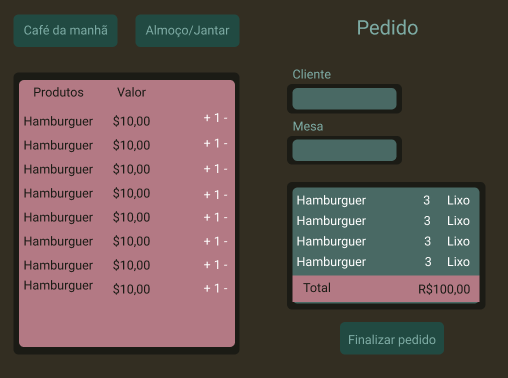 Café da manhã
Almoço/Jantar
Produtos Valor
Hamburguer $10,00 + 1 -
Hamburguer $10,00 + 1 -
Hamburguer $10,00 + 1 -
Hamburguer $10,00 + 1 -
Hamburguer $10,00 + 1 -
Hamburguer $10,00 + 1 -
Hamburguer $10,00 + 1 -
Hamburguer $10,00 + 1 -
Pedido
Cliente
Mesa
Hamburguer 3 Lixo
Hamburguer 3 Lixo
Hamburguer 3 Lixo
Hamburguer 3 Lixo
Total R$100,00
Finalizar pedido